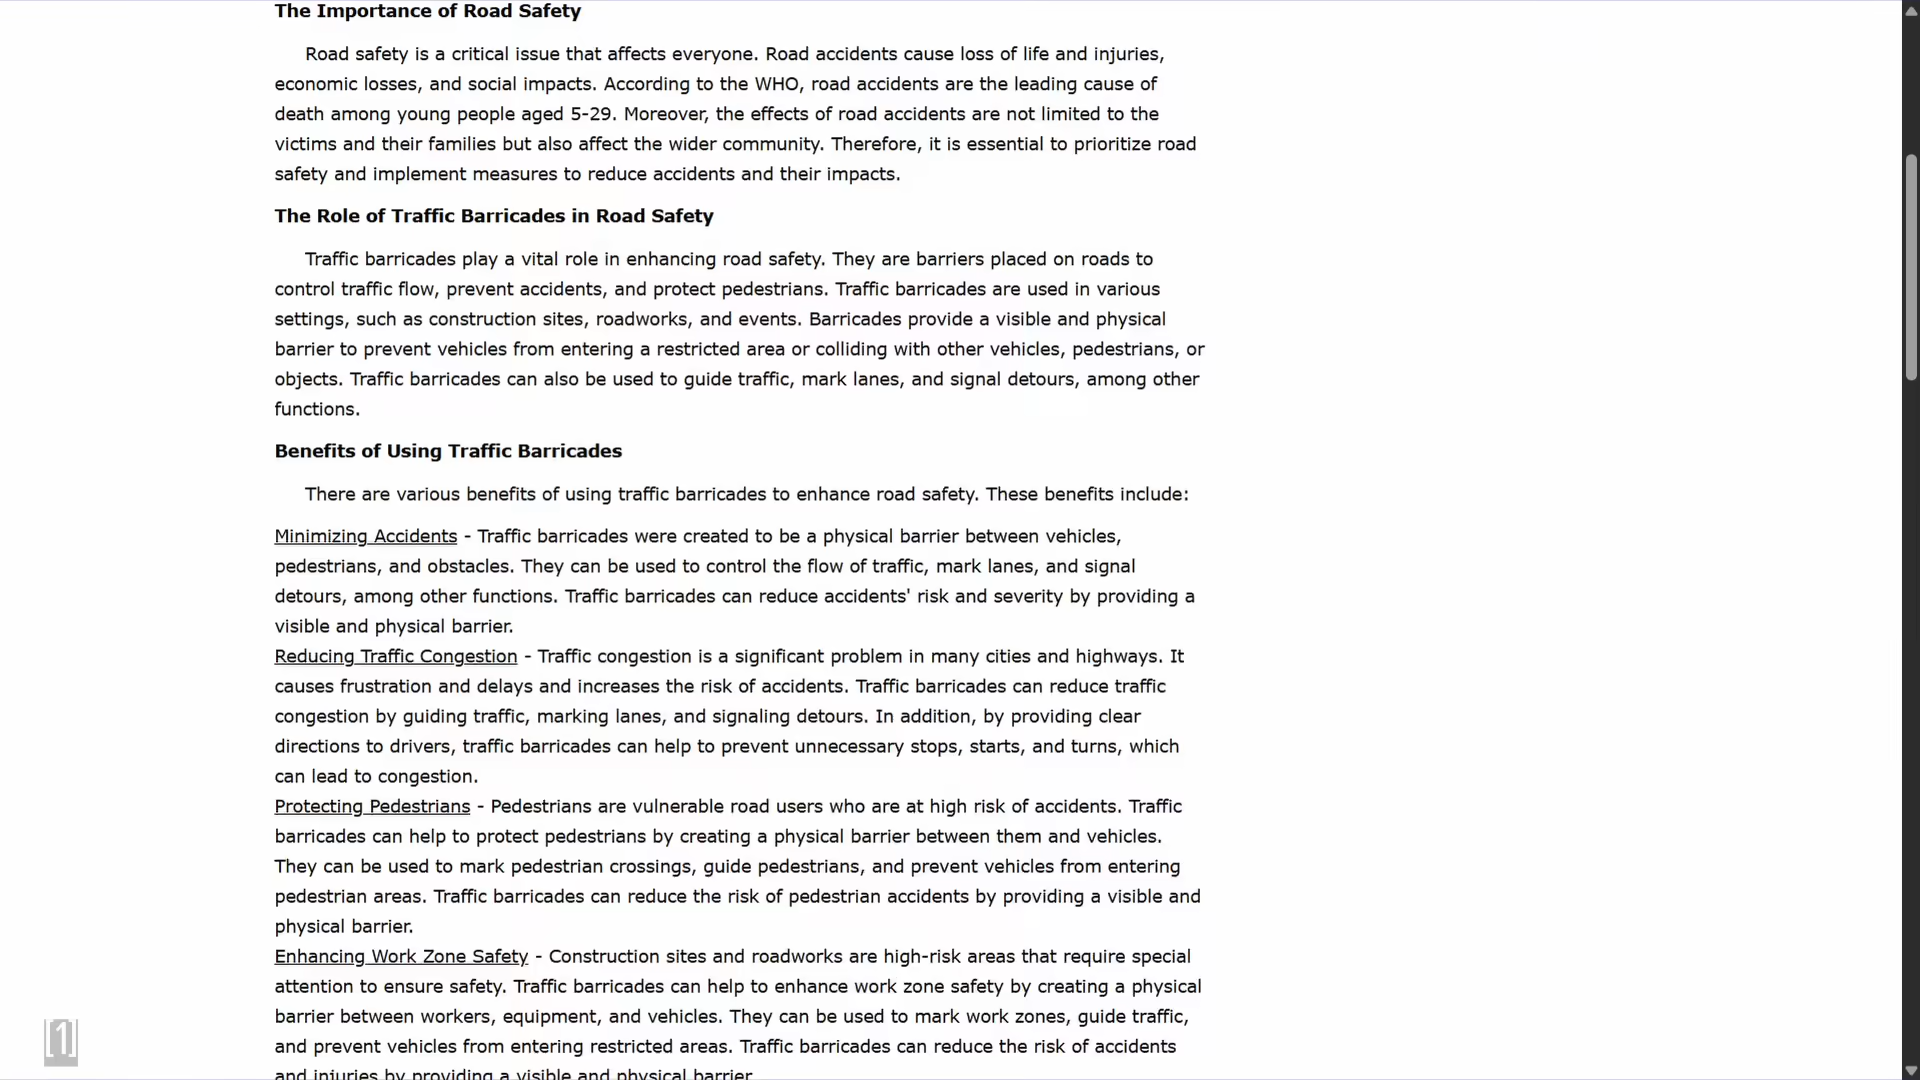 The Importance of Road Safety
Road safety is a critical issue that affects everyone. Road accidents cause loss of life and injuries,
economic losses, and social impacts. According to the WHO, road accidents are the leading cause of
death among young people aged 5-29. Moreover, the effects of road accidents are not limited to the
victims and their families but also affect the wider community. Therefore, it is essential to prioritize road
safety and implement measures to reduce accidents and their impacts.
The Role of Traffic Barricades in Road Safety
Traffic barricades play a vital role in enhancing road safety. They are barriers placed on roads to
control traffic flow, prevent accidents, and protect pedestrians. Traffic barricades are used in various
settings, such as construction sites, roadworks, and events. Barricades provide a visible and physical
barrier to prevent vehicles from entering a restricted area or colliding with other vehicles, pedestrians, or
objects. Traffic barricades can also be used to guide traffic, mark lanes, and signal detours, among other
functions.
Benefits of Using Traffic Barricades
There are various benefits of using traffic barricades to enhance road safety. These benefits include:
Minimizing Accidents - Traffic barricades were created to be a physical barrier between vehicles,
pedestrians, and obstacles. They can be used to control the flow of traffic, mark lanes, and signal
detours, among other functions. Traffic barricades can reduce accidents' risk and severity by providing a
visible and physical barrier.
Reducing Traffic Congestion - Traffic congestion is a significant problem in many cities and highways. It
causes frustration and delays and increases the risk of accidents. Traffic barricades can reduce traffic
congestion by guiding traffic, marking lanes, and signaling detours. In addition, by providing clear
directions to drivers, traffic barricades can help to prevent unnecessary stops, starts, and turns, which
can lead to congestion.
Protecting Pedestrians - Pedestrians are vulnerable road users who are at high risk of accidents. Traffic
barricades can help to protect pedestrians by creating a physical barrier between them and vehicles.
They can be used to mark pedestrian crossings, guide pedestrians, and prevent vehicles from entering
pedestrian areas. Traffic barricades can reduce the risk of pedestrian accidents by providing a visible and
physical barrier.
Enhancing Work Zone Safety - Construction sites and roadworks are high-risk areas that require special
attention to ensure safety. Traffic barricades can help to enhance work zone safety by creating a physical
barrier between workers, equipment, and vehicles. They can be used to mark work zones, guide traffic,
and prevent vehicles from entering restricted areas. Traffic barricades can reduce the risk of accidents
and injuries by providing a visible and physical barrier.
[1]